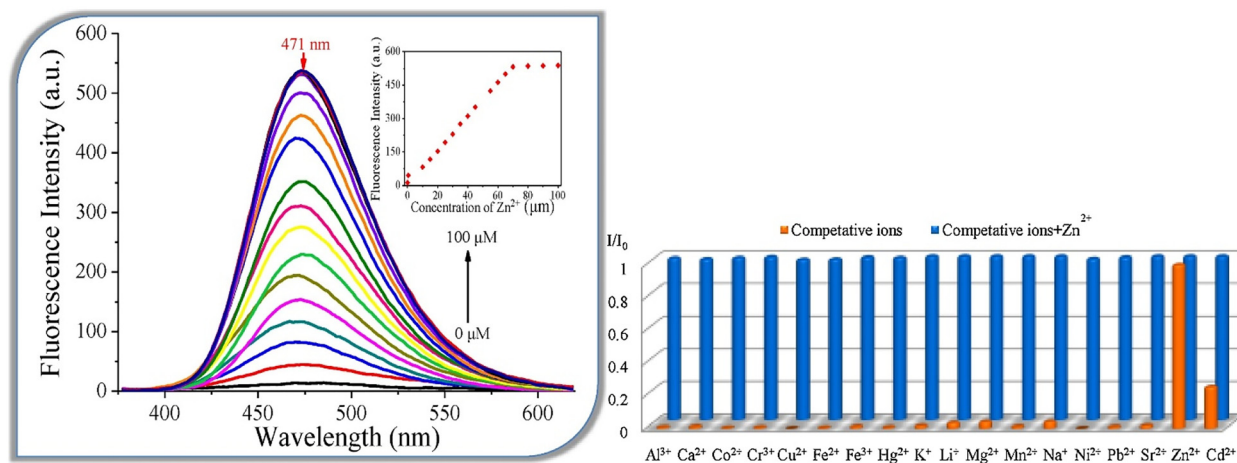 600
500
400
300
200
100
0
Fluorescence Intensity (a.u.)
471 nm
600
450
300
150
0
Fluorescence Intensity (a.u.)
0 20 40 60 80 100
Concentration of Zn²⁺ (μm)
100 μM
0 μM
400 450 500 550 600
Wavelength (nm)
I/I₀
Competative ions Competative ions+Zn²⁺
1
0.8
0.6
0.4
0.2
0
Al³⁺ Ca²⁺ Co²⁺ Cr³⁺ Cu²⁺ Fe²⁺ Fe³⁺ Hg²⁺ K⁺ Li⁺ Mg²⁺ Mn²⁺ Na⁺ Ni²⁺ Pb²⁺ Sr²⁺ Zn²⁺ Cd²⁺